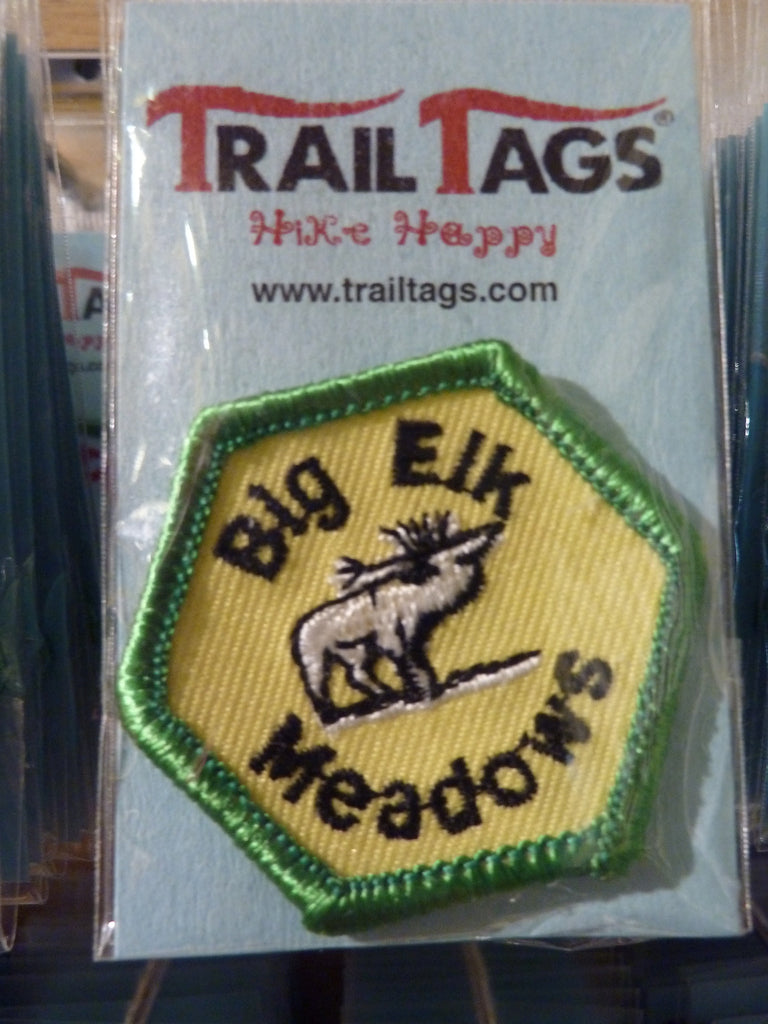 TRAIL TAGS®
Hike Happy
www.trailtags.com
Big Elk
Meadows